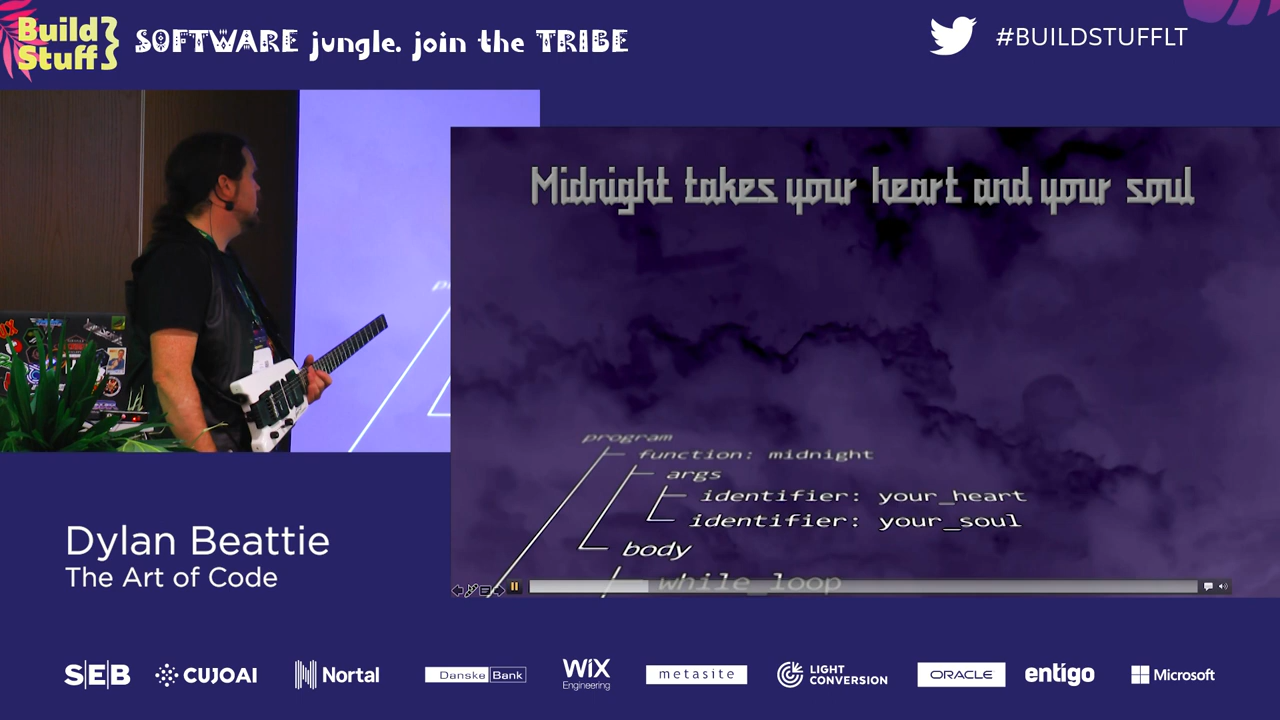 Build
Stuff
SOFTWARE jungle. join the TRIBE
#BUILDSTUFFLT
Midnight takes your heart and your soul
program
function: midnight
args
identifier: your_heart
identifier: your_soul
body
while_loop
Dylan Beattie
The Art of Code
SEB
CUJOAI
Nortal
Danske Bank
WiX
Engineering
metasite
LIGHT
CONVERSION
ORACLE
entigo
Microsoft